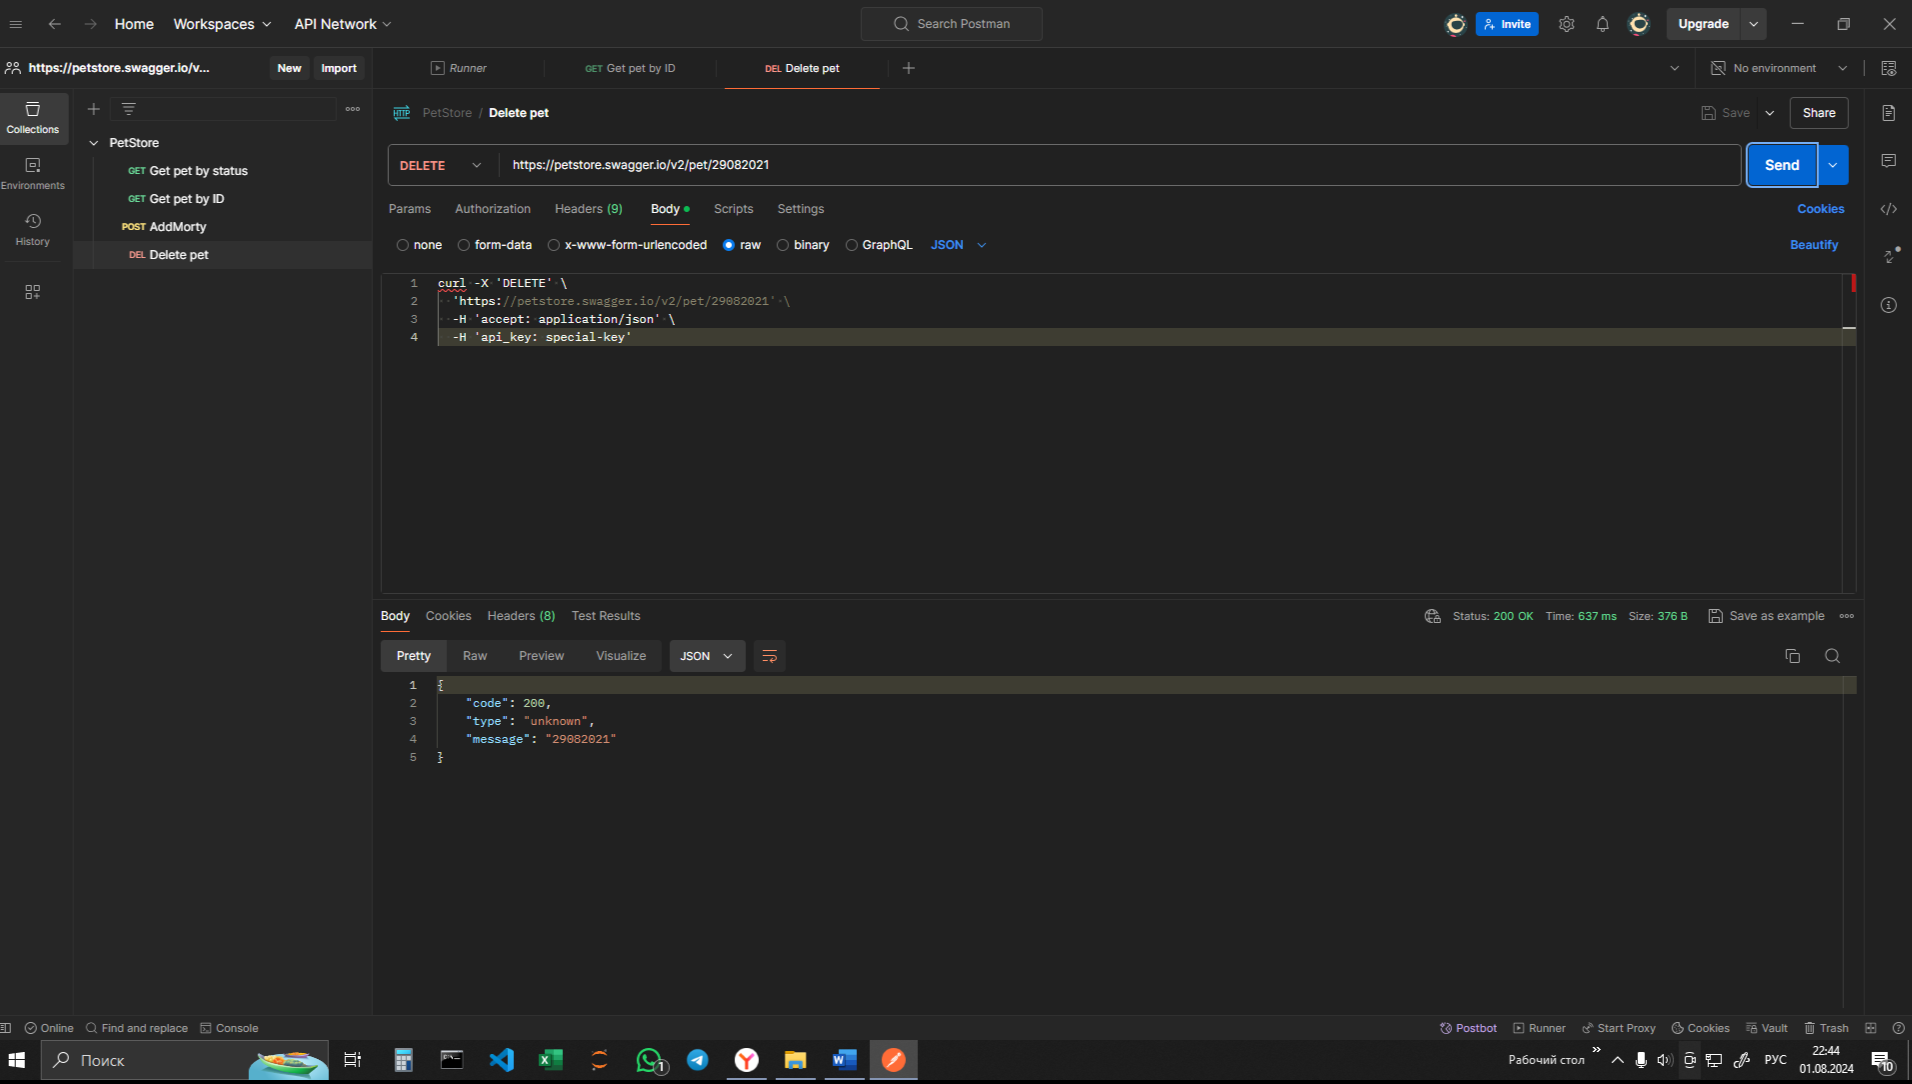 Home Workspaces API Network Search Postman Invite Upgrade
https://petstore.swagger.io/v... New Import Runner GET Get pet by ID DEL Delete pet No environment
Collections
Environments
History
PetStore
GET Get pet by status
GET Get pet by ID
POST AddMorty
DEL Delete pet
HTTP PetStore / Delete pet Save Share
DELETE https://petstore.swagger.io/v2/pet/29082021 Send
Params Authorization Headers (9) Body Scripts Settings Cookies
none form-data x-www-form-urlencoded raw binary GraphQL JSON Beautify
1 curl -X 'DELETE' \
2 'https://petstore.swagger.io/v2/pet/29082021' \
3 -H 'accept: application/json' \
4 -H 'api_key: special-key'
Body Cookies Headers (8) Test Results Status: 200 OK Time: 637 ms Size: 376 B Save as example
Pretty Raw Preview Visualize JSON
1 {
2 "code": 200,
3 "type": "unknown",
4 "message": "29082021"
5 }
Online Find and replace Console Postbot Runner Start Proxy Cookies Vault Trash
Поиск 1 Рабочий стол РУС 22:44
01.08.2024 10